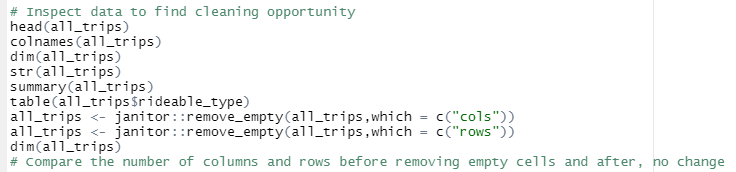 # Inspect data to find cleaning opportunity
head(all_trips)
colnames(all_trips)
dim(all_trips)
str(all_trips)
summary(all_trips)
table(all_trips$rideable_type)
all_trips <- janitor::remove_empty(all_trips,which = c("cols"))
all_trips <- janitor::remove_empty(all_trips,which = c("rows"))
dim(all_trips)
# Compare the number of columns and rows before removing empty cells and after, no change